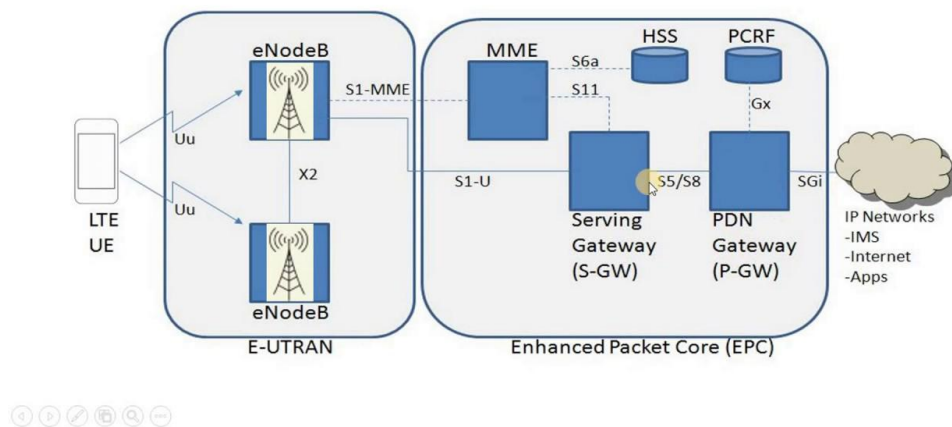 eNodeB
MME
HSS
PCRF
S6a
S1-MME
S11
Gx
Uu
X2
S1-U
S5/S8
SGi
Uu
LTE
UE
Serving
Gateway
(S-GW)
PDN
Gateway
(P-GW)
IP Networks
-IMS
-Internet
-Apps
eNodeB
E-UTRAN
Enhanced Packet Core (EPC)